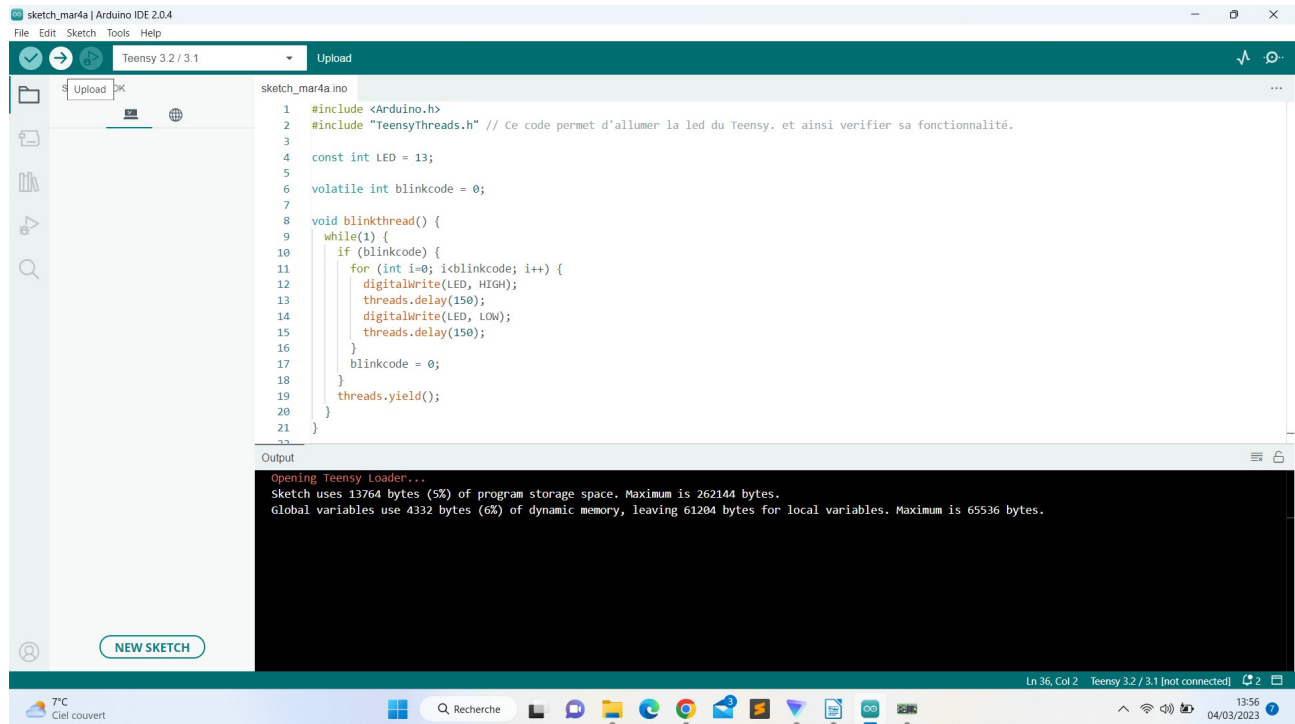 sketch_mar4a | Arduino IDE 2.0.4
File Edit Sketch Tools Help
Teensy 3.2 / 3.1
Upload
Upload
sketch_mar4a.ino
1 #include <Arduino.h>
2 #include "TeensyThreads.h" // Ce code permet d'allumer la led du Teensy. et ainsi verifier sa fonctionnalité.
3
4 const int LED = 13;
5
6 volatile int blinkcode = 0;
7
8 void blinkthread() {
9 while(1) {
10 if (blinkcode) {
11 for (int i=0; i<blinkcode; i++) {
12 digitalWrite(LED, HIGH);
13 threads.delay(150);
14 digitalWrite(LED, LOW);
15 threads.delay(150);
16 }
17 blinkcode = 0;
18 }
19 threads.yield();
20 }
21 }
Output
Opening Teensy Loader...
Sketch uses 13764 bytes (5%) of program storage space. Maximum is 262144 bytes.
Global variables use 4332 bytes (6%) of dynamic memory, leaving 61204 bytes for local variables. Maximum is 65536 bytes.
NEW SKETCH
Ln 36, Col 2 Teensy 3.2 / 3.1 [not connected] 2
7°C
Ciel couvert
Recherche
3
13:56
04/03/2023
7